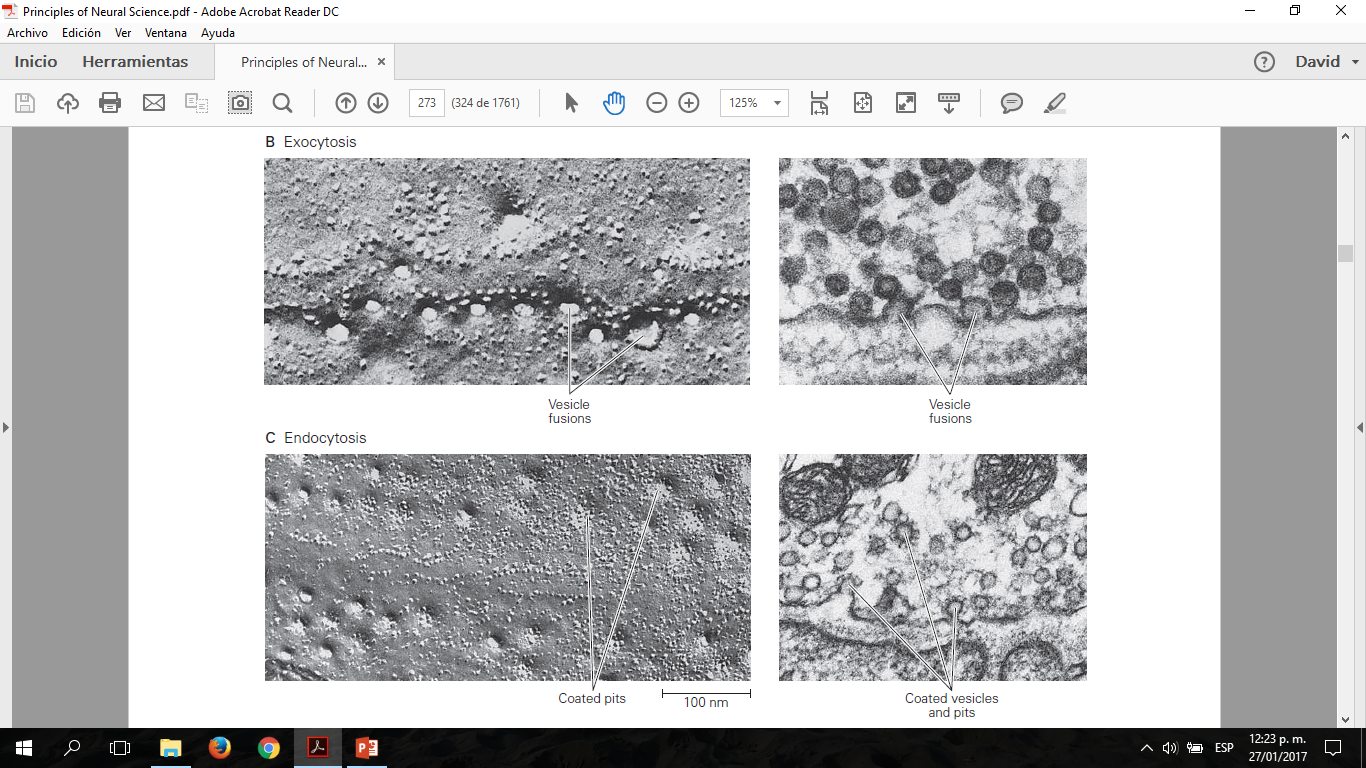 Principles of Neural Science.pdf - Adobe Acrobat Reader DC
Archivo Edición Ver Ventana Ayuda
Inicio Herramientas Principles of Neural... × David
273 (324 de 1761) 125%
B Exocytosis
Vesicle
fusions
Vesicle
fusions
C Endocytosis
Coated pits
100 nm
Coated vesicles
and pits
ESP
12:23 p. m.
27/01/2017